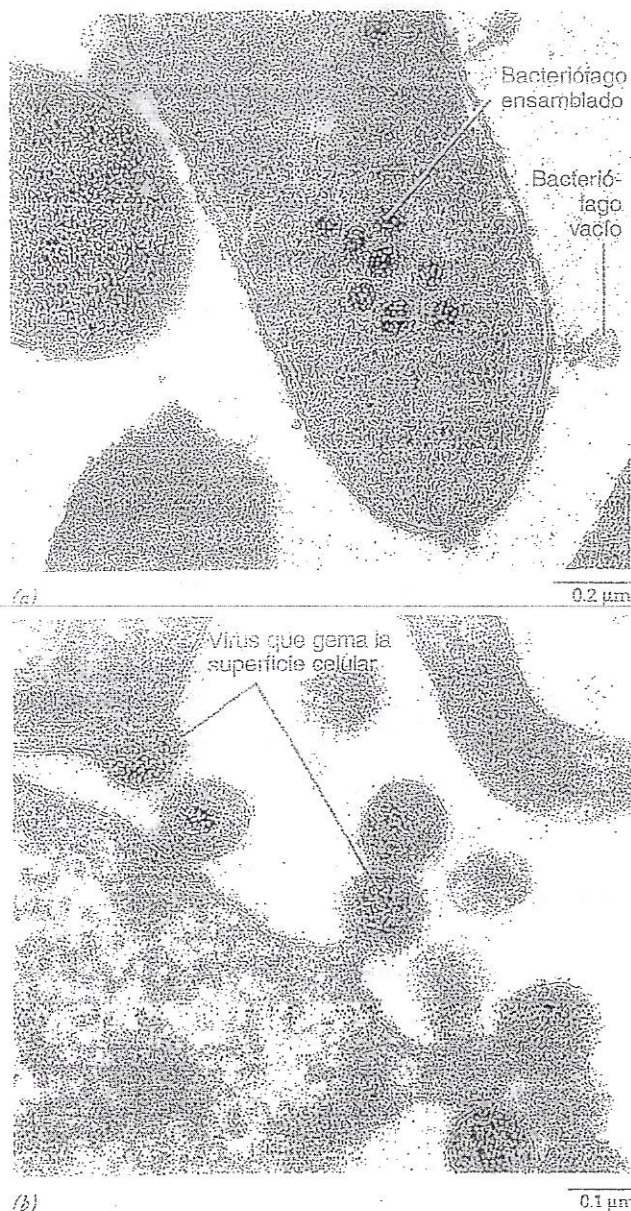 Bacteriófago
ensamblado
Bacterió-
fago
vacío
(a)
0.2 μm
Virus que gema la
superficie celular
(b)
0.1 μm